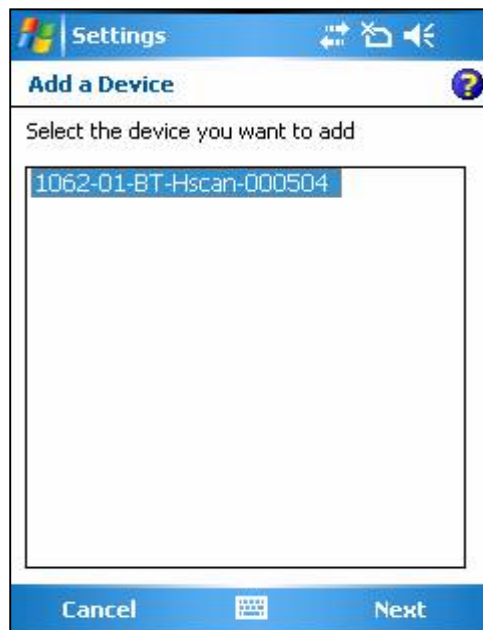 Settings
Add a Device
Select the device you want to add
1062-01-BT-Hscan-000504
Cancel Next